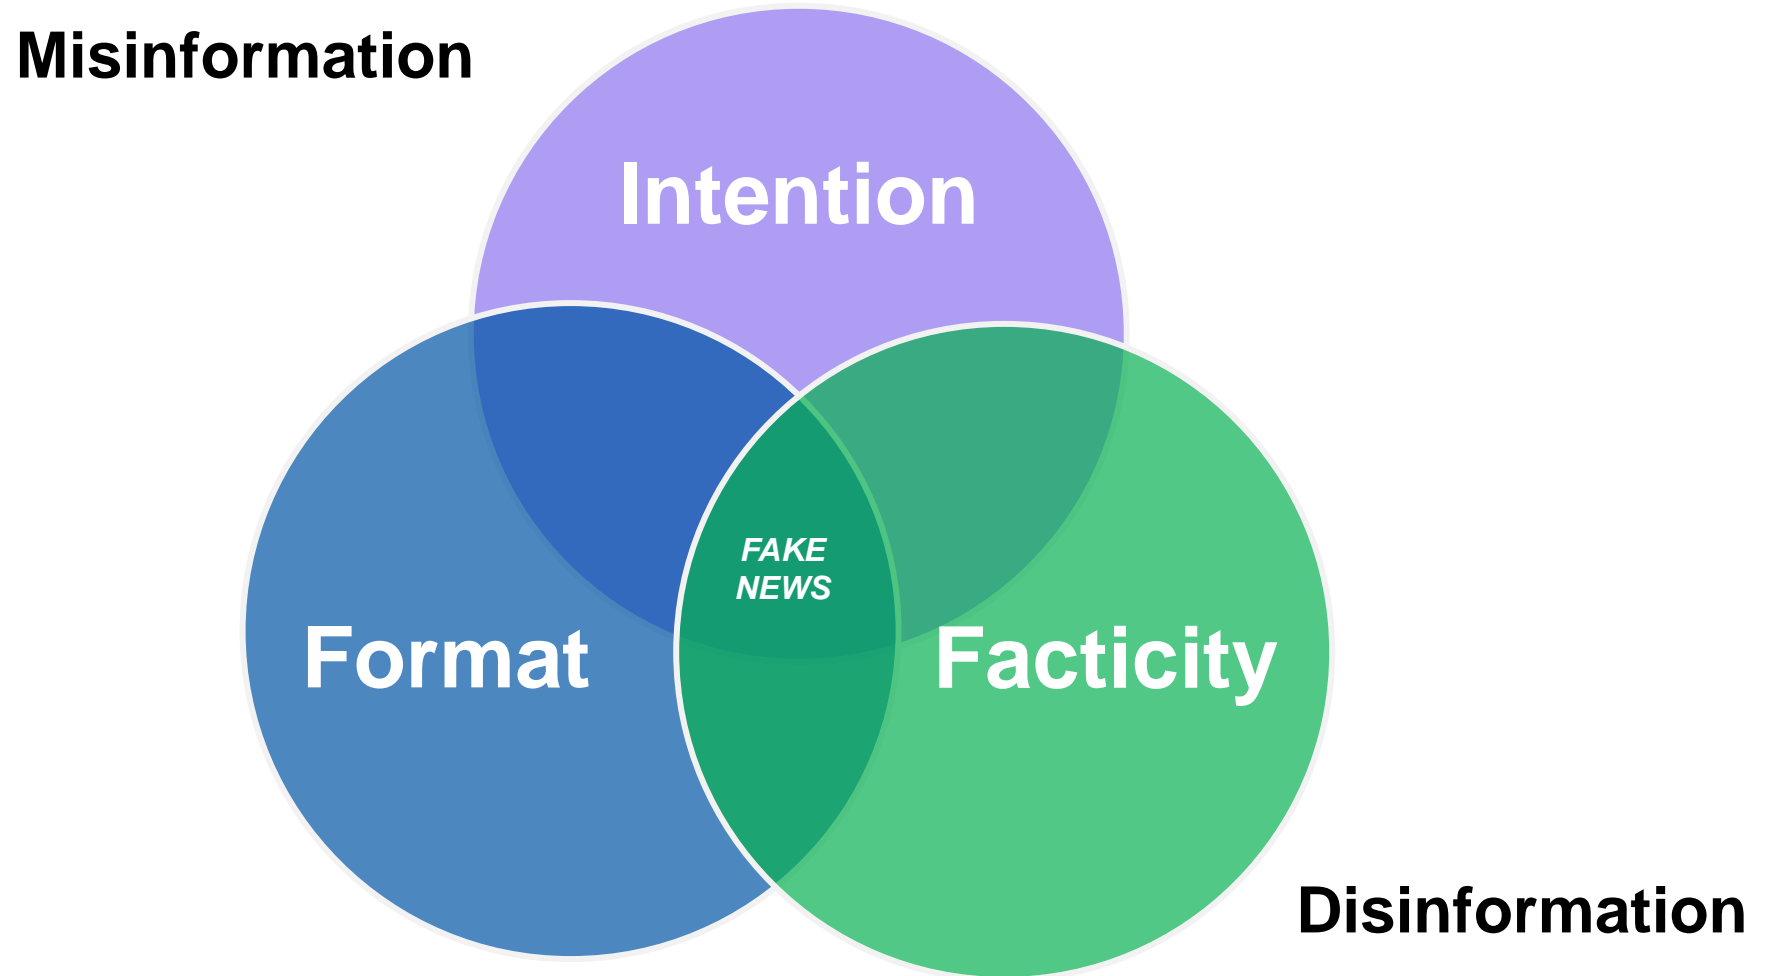 Misinformation
Intention
FAKE
NEWS
Format
Facticity
Disinformation